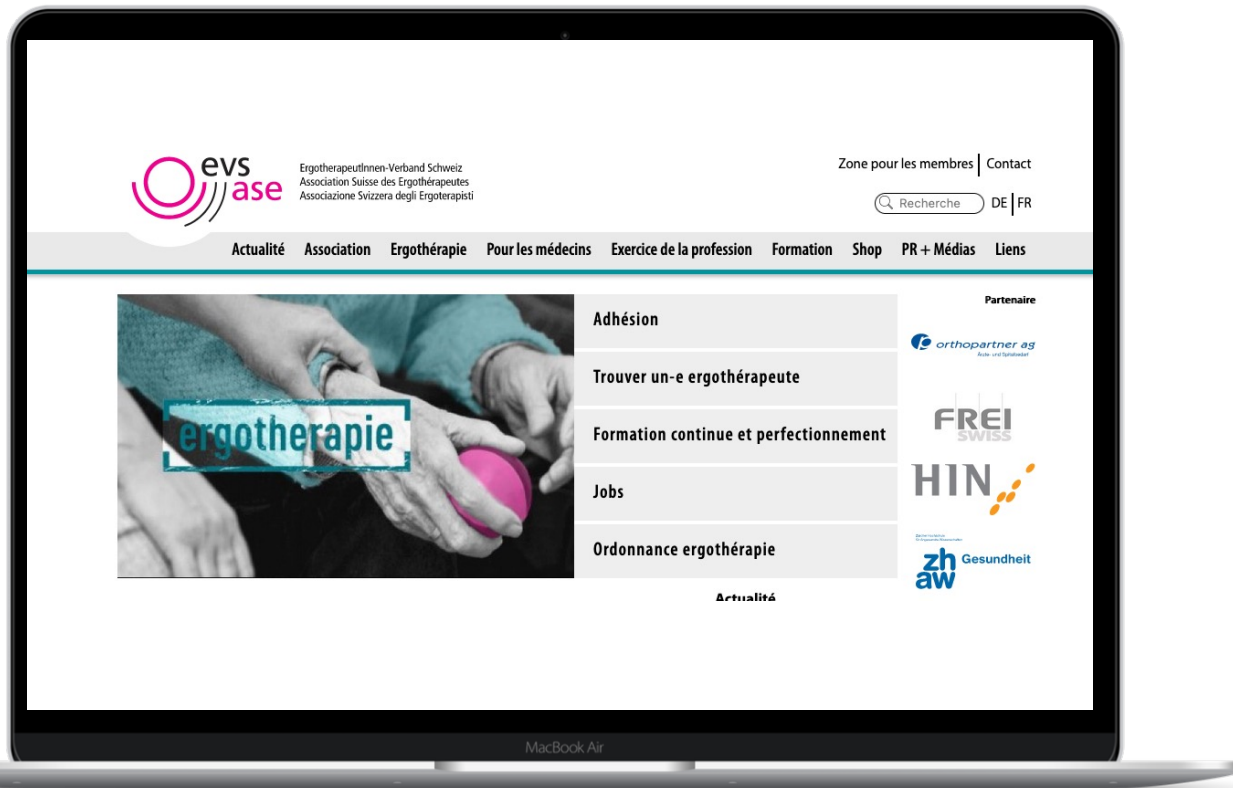 evs
ase
ErgotherapeutInnen-Verband Schweiz
Association Suisse des Ergothérapeutes
Associazione Svizzera degli Ergoterapisti
Zone pour les membres Contact
Recherche DE FR
Actualité Association Ergothérapie Pour les médecins Exercice de la profession Formation Shop PR + Médias Liens
ergotherapie
Adhésion
Trouver un-e ergothérapeute
Formation continue et perfectionnement
Jobs
Ordonnance ergothérapie
Actualité
Partenaire
orthopartner ag
Ärzte- und Spitalbedarf
FREI
SWISS
HIN
zh
aw
Gesundheit
MacBook Air